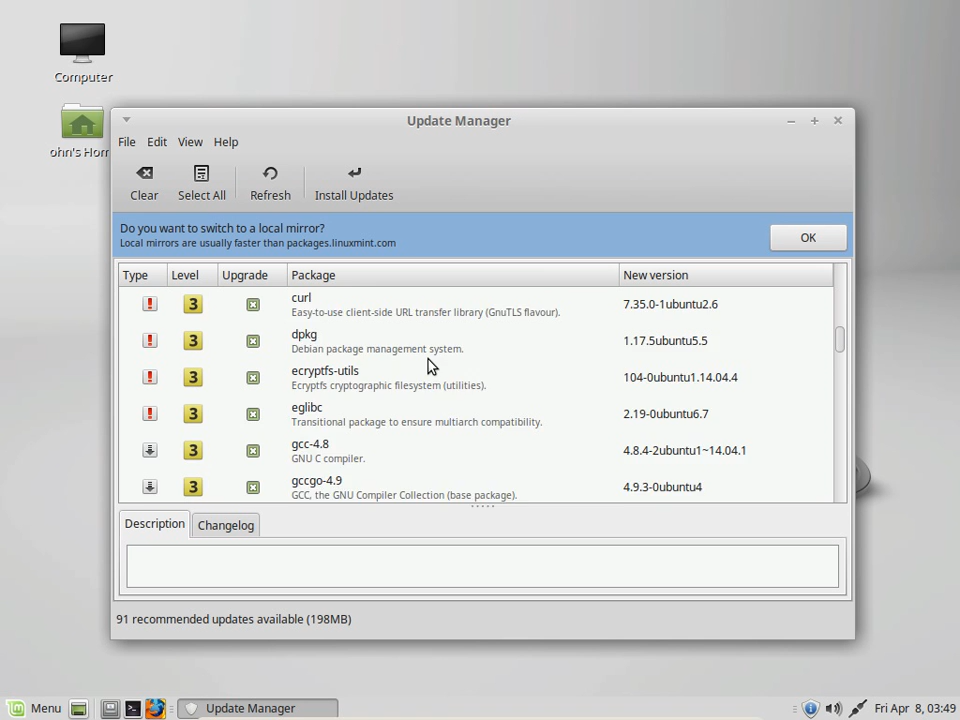 Computer
ohn's Hom
Update Manager
File Edit View Help
Clear Select All Refresh Install Updates
Do you want to switch to a local mirror?
Local mirrors are usually faster than packages.linuxmint.com
OK
Type Level Upgrade Package New version
3 curl 7.35.0-1ubuntu2.6
Easy-to-use client-side URL transfer library (GnuTLS flavour).
3 dpkg 1.17.5ubuntu5.5
Debian package management system.
3 ecryptfs-utils 104-0ubuntu1.14.04.4
Ecryptfs cryptographic filesystem (utilities).
3 eglibc 2.19-0ubuntu6.7
Transitional package to ensure multiarch compatibility.
3 gcc-4.8 4.8.4-2ubuntu1~14.04.1
GNU C compiler.
3 gccgo-4.9 4.9.3-0ubuntu4
GCC, the GNU Compiler Collection (base package).
Description Changelog
91 recommended updates available (198MB)
Menu Update Manager Fri Apr 8, 03:49